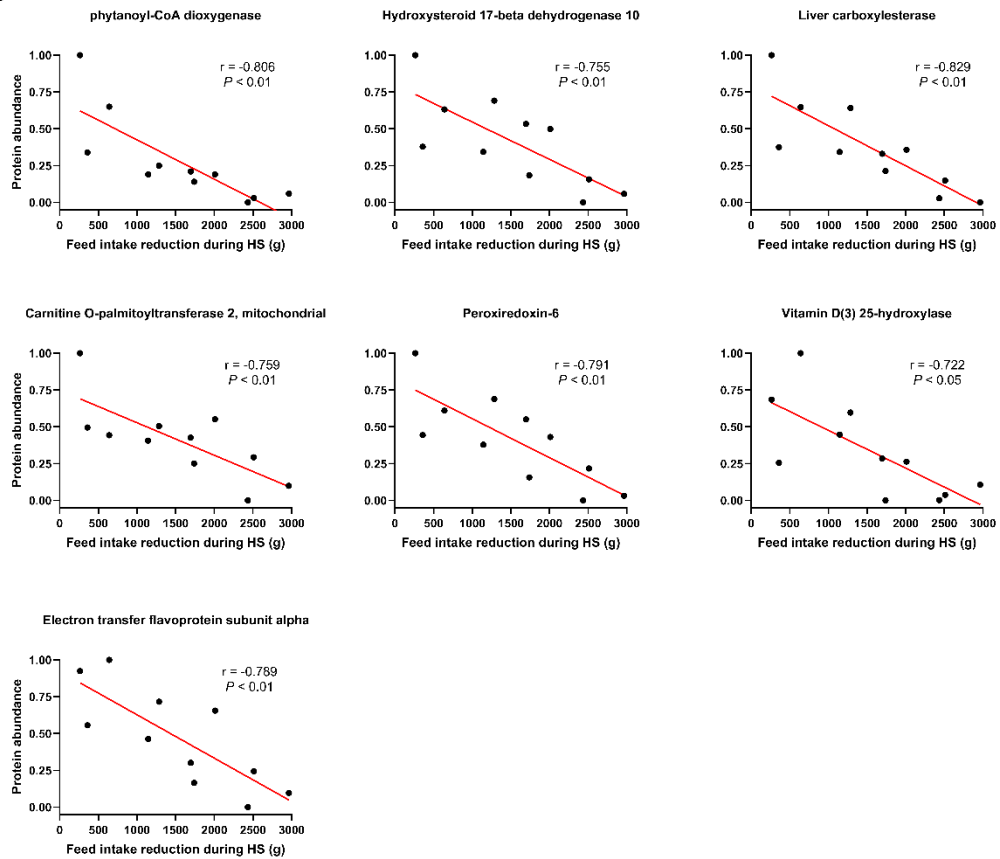 phytanoyl-CoA dioxygenase
Hydroxysteroid 17-beta dehydrogenase 10
Liver carboxylesterase
Protein abundance
1.00
0.75
0.50
0.25
0.00
r = -0.806
P < 0.01
0 500 1000 1500 2000 2500 3000
Feed intake reduction during HS (g)
1.00
0.75
0.50
0.25
0.00
r = -0.755
P < 0.01
0 500 1000 1500 2000 2500 3000
Feed intake reduction during HS (g)
1.00
0.75
0.50
0.25
0.00
r = -0.829
P < 0.01
0 500 1000 1500 2000 2500 3000
Feed intake reduction during HS (g)
Carnitine O-palmitoyltransferase 2, mitochondrial
Peroxiredoxin-6
Vitamin D(3) 25-hydroxylase
Protein abundance
1.00
0.75
0.50
0.25
0.00
r = -0.759
P < 0.01
0 500 1000 1500 2000 2500 3000
Feed intake reduction during HS (g)
1.00
0.75
0.50
0.25
0.00
r = -0.791
P < 0.01
0 500 1000 1500 2000 2500 3000
Feed intake reduction during HS (g)
1.00
0.75
0.50
0.25
0.00
r = -0.722
P < 0.05
0 500 1000 1500 2000 2500 3000
Feed intake reduction during HS (g)
Electron transfer flavoprotein subunit alpha
Protein abundance
1.00
0.75
0.50
0.25
0.00
r = -0.789
P < 0.01
0 500 1000 1500 2000 2500 3000
Feed intake reduction during HS (g)